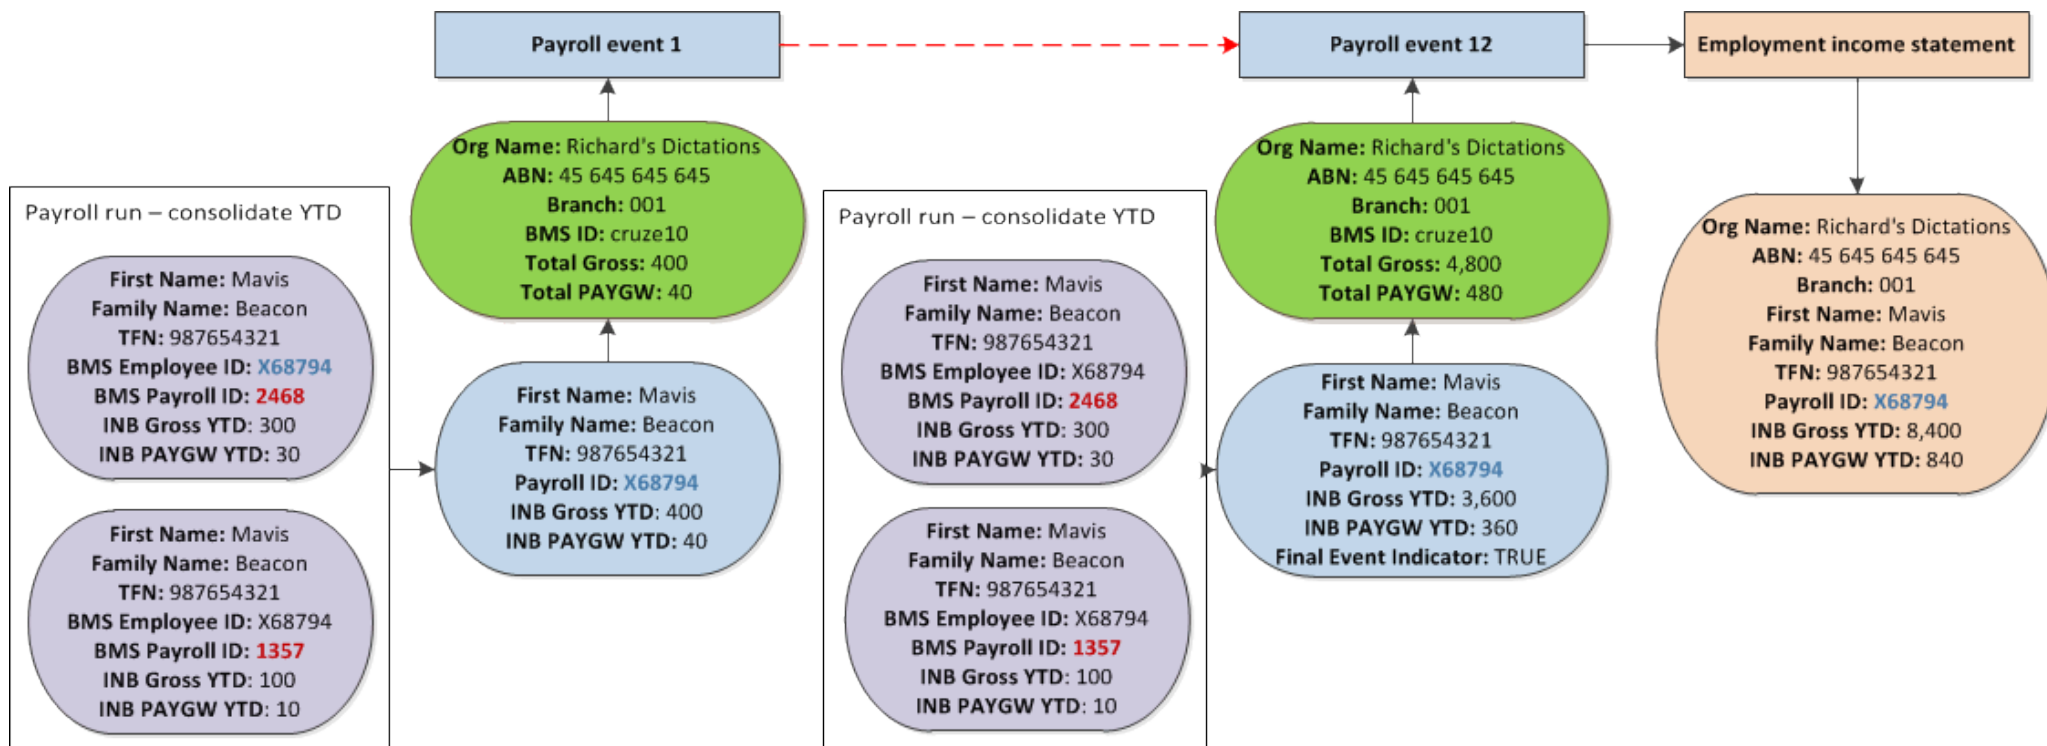 Payroll event 1
Payroll event 12
Employment income statement
Org Name: Richard's Dictations
ABN: 45 645 645 645
Branch: 001
BMS ID: cruze10
Total Gross: 400
Total PAYGW: 40
Org Name: Richard's Dictations
ABN: 45 645 645 645
Branch: 001
BMS ID: cruze10
Total Gross: 4,800
Total PAYGW: 480
Payroll run – consolidate YTD
First Name: Mavis
Family Name: Beacon
TFN: 987654321
BMS Employee ID: X68794
BMS Payroll ID: 2468
INB Gross YTD: 300
INB PAYGW YTD: 30
First Name: Mavis
Family Name: Beacon
TFN: 987654321
BMS Employee ID: X68794
BMS Payroll ID: 1357
INB Gross YTD: 100
INB PAYGW YTD: 10
First Name: Mavis
Family Name: Beacon
TFN: 987654321
Payroll ID: X68794
INB Gross YTD: 400
INB PAYGW YTD: 40
Payroll run – consolidate YTD
First Name: Mavis
Family Name: Beacon
TFN: 987654321
BMS Employee ID: X68794
BMS Payroll ID: 2468
INB Gross YTD: 300
INB PAYGW YTD: 30
First Name: Mavis
Family Name: Beacon
TFN: 987654321
BMS Employee ID: X68794
BMS Payroll ID: 1357
INB Gross YTD: 100
INB PAYGW YTD: 10
First Name: Mavis
Family Name: Beacon
TFN: 987654321
Payroll ID: X68794
INB Gross YTD: 3,600
INB PAYGW YTD: 360
Final Event Indicator: TRUE
Org Name: Richard's Dictations
ABN: 45 645 645 645
Branch: 001
First Name: Mavis
Family Name: Beacon
TFN: 987654321
Payroll ID: X68794
INB Gross YTD: 8,400
INB PAYGW YTD: 840